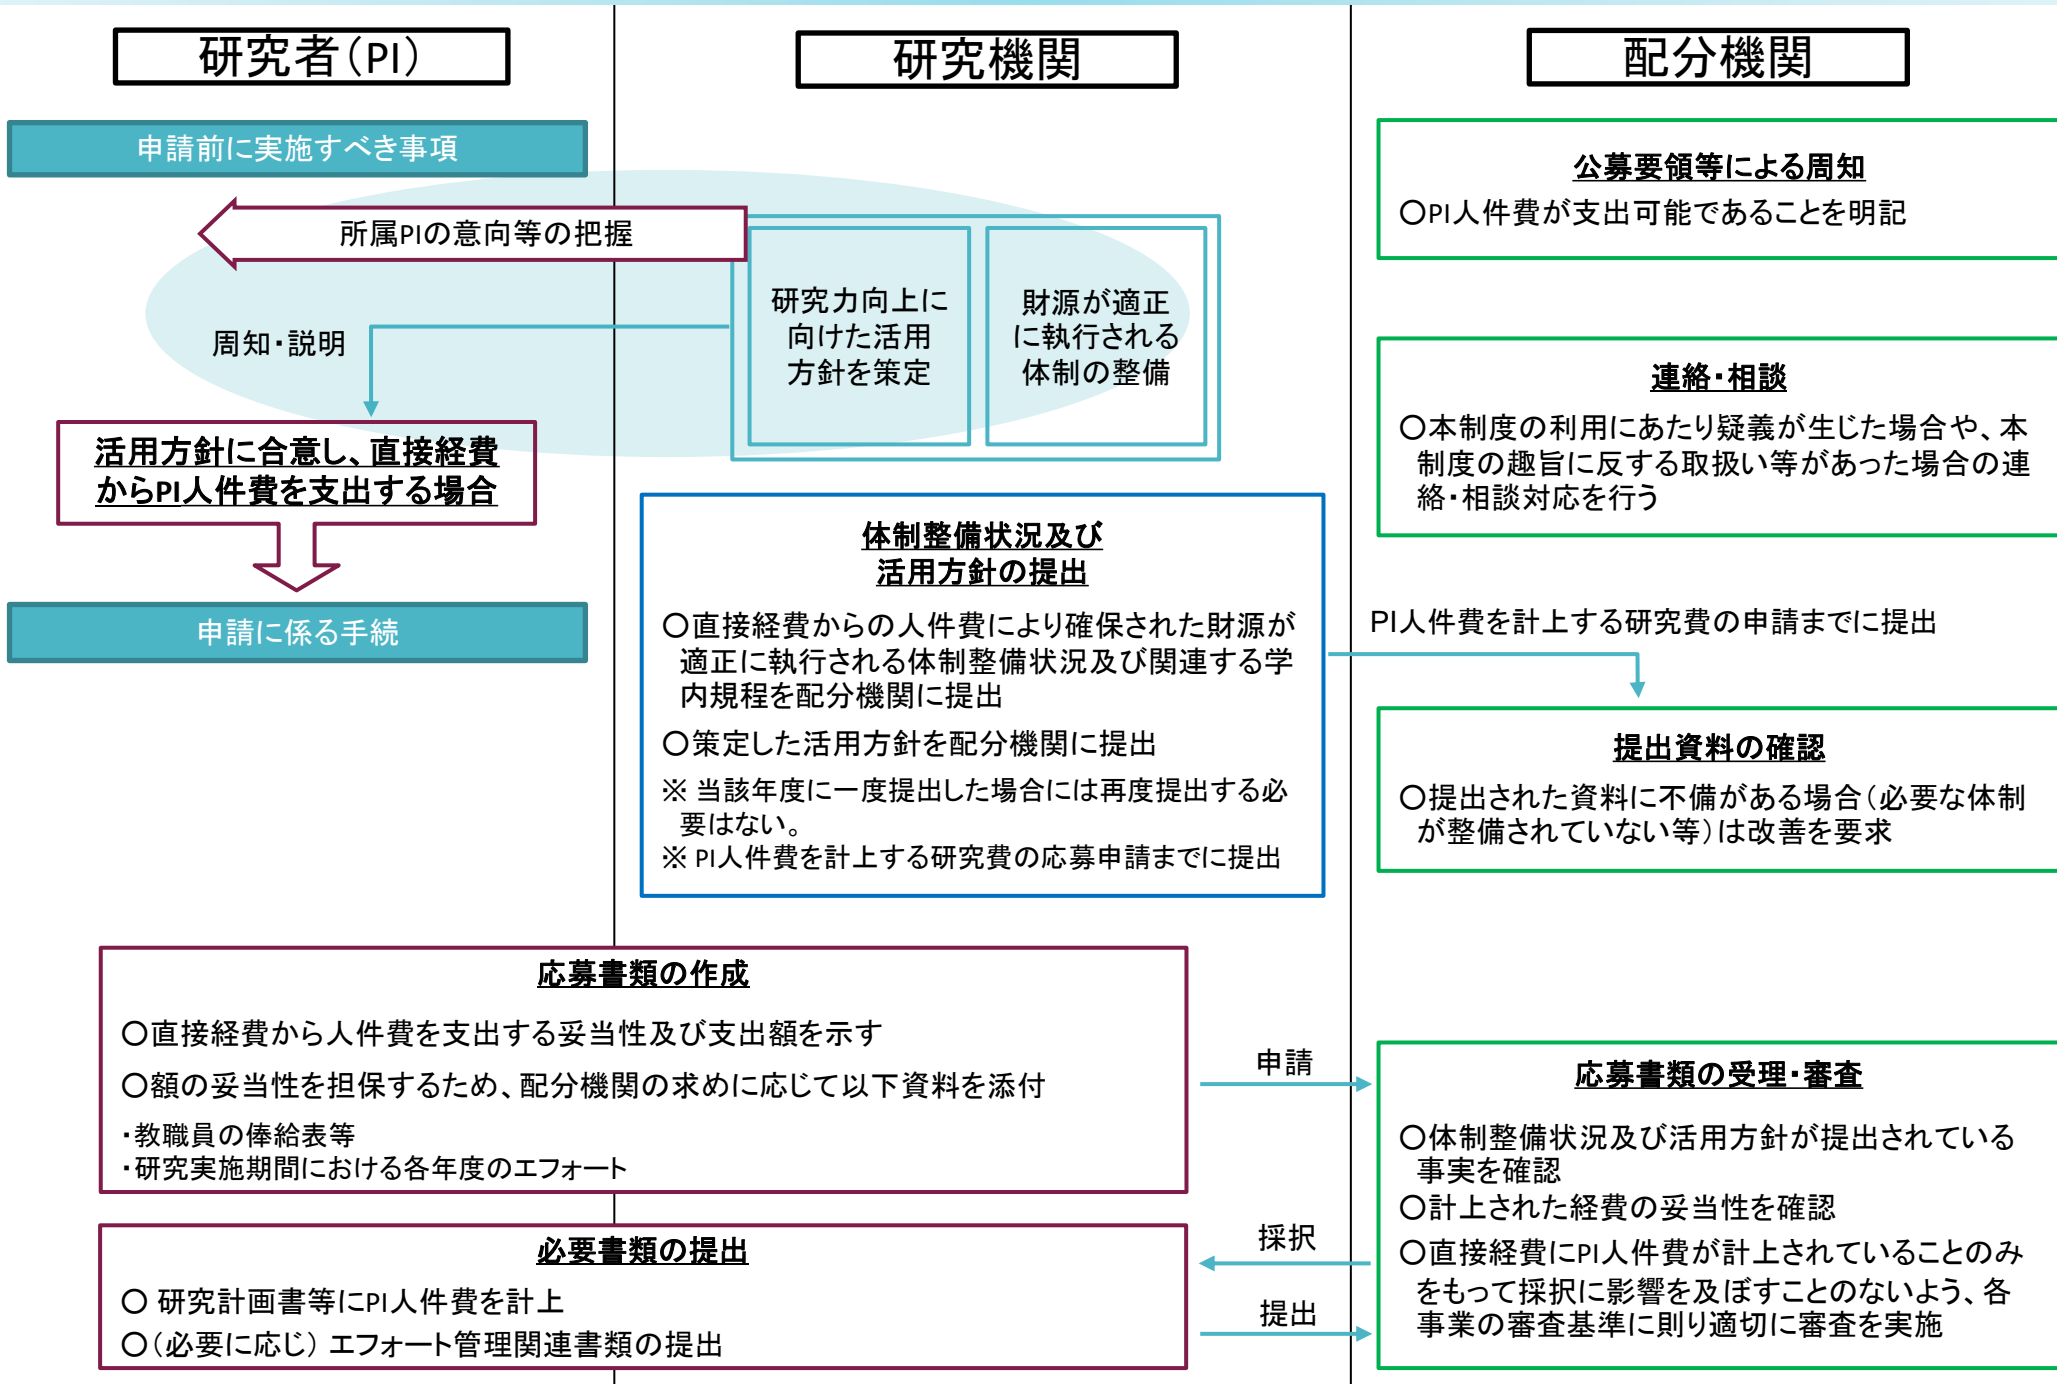 研究者（PI）
研究機関
配分機関
申請前に実施すべき事項
所属PIの意向等の把握
研究力向上に
向けた活用
方針を策定
財源が適正
に執行される
体制の整備
周知・説明
活用方針に合意し、直接経費
からPI人件費を支出する場合
申請に係る手続
体制整備状況及び
活用方針の提出
〇直接経費からの人件費により確保された財源が
適正に執行される体制整備状況及び関連する学
内規程を配分機関に提出
〇策定した活用方針を配分機関に提出
※ 当該年度に一度提出した場合には再度提出する必
要はない。
※ PI人件費を計上する研究費の応募申請までに提出
公募要領等による周知
〇PI人件費が支出可能であることを明記
連絡・相談
〇本制度の利用にあたり疑義が生じた場合や、本
制度の趣旨に反する取扱い等があった場合の連
絡・相談対応を行う
PI人件費を計上する研究費の申請までに提出
提出資料の確認
〇提出された資料に不備がある場合（必要な体制
が整備されていない等）は改善を要求
応募書類の作成
〇直接経費から人件費を支出する妥当性及び支出額を示す
〇額の妥当性を担保するため、配分機関の求めに応じて以下資料を添付
・教職員の俸給表等
・研究実施期間における各年度のエフォート
申請
応募書類の受理・審査
〇体制整備状況及び活用方針が提出されている
事実を確認
〇計上された経費の妥当性を確認
〇直接経費にPI人件費が計上されていることのみ
をもって採択に影響を及ぼすことのないよう、各
事業の審査基準に則り適切に審査を実施
採択
提出
必要書類の提出
〇 研究計画書等にPI人件費を計上
〇（必要に応じ） エフォート管理関連書類の提出